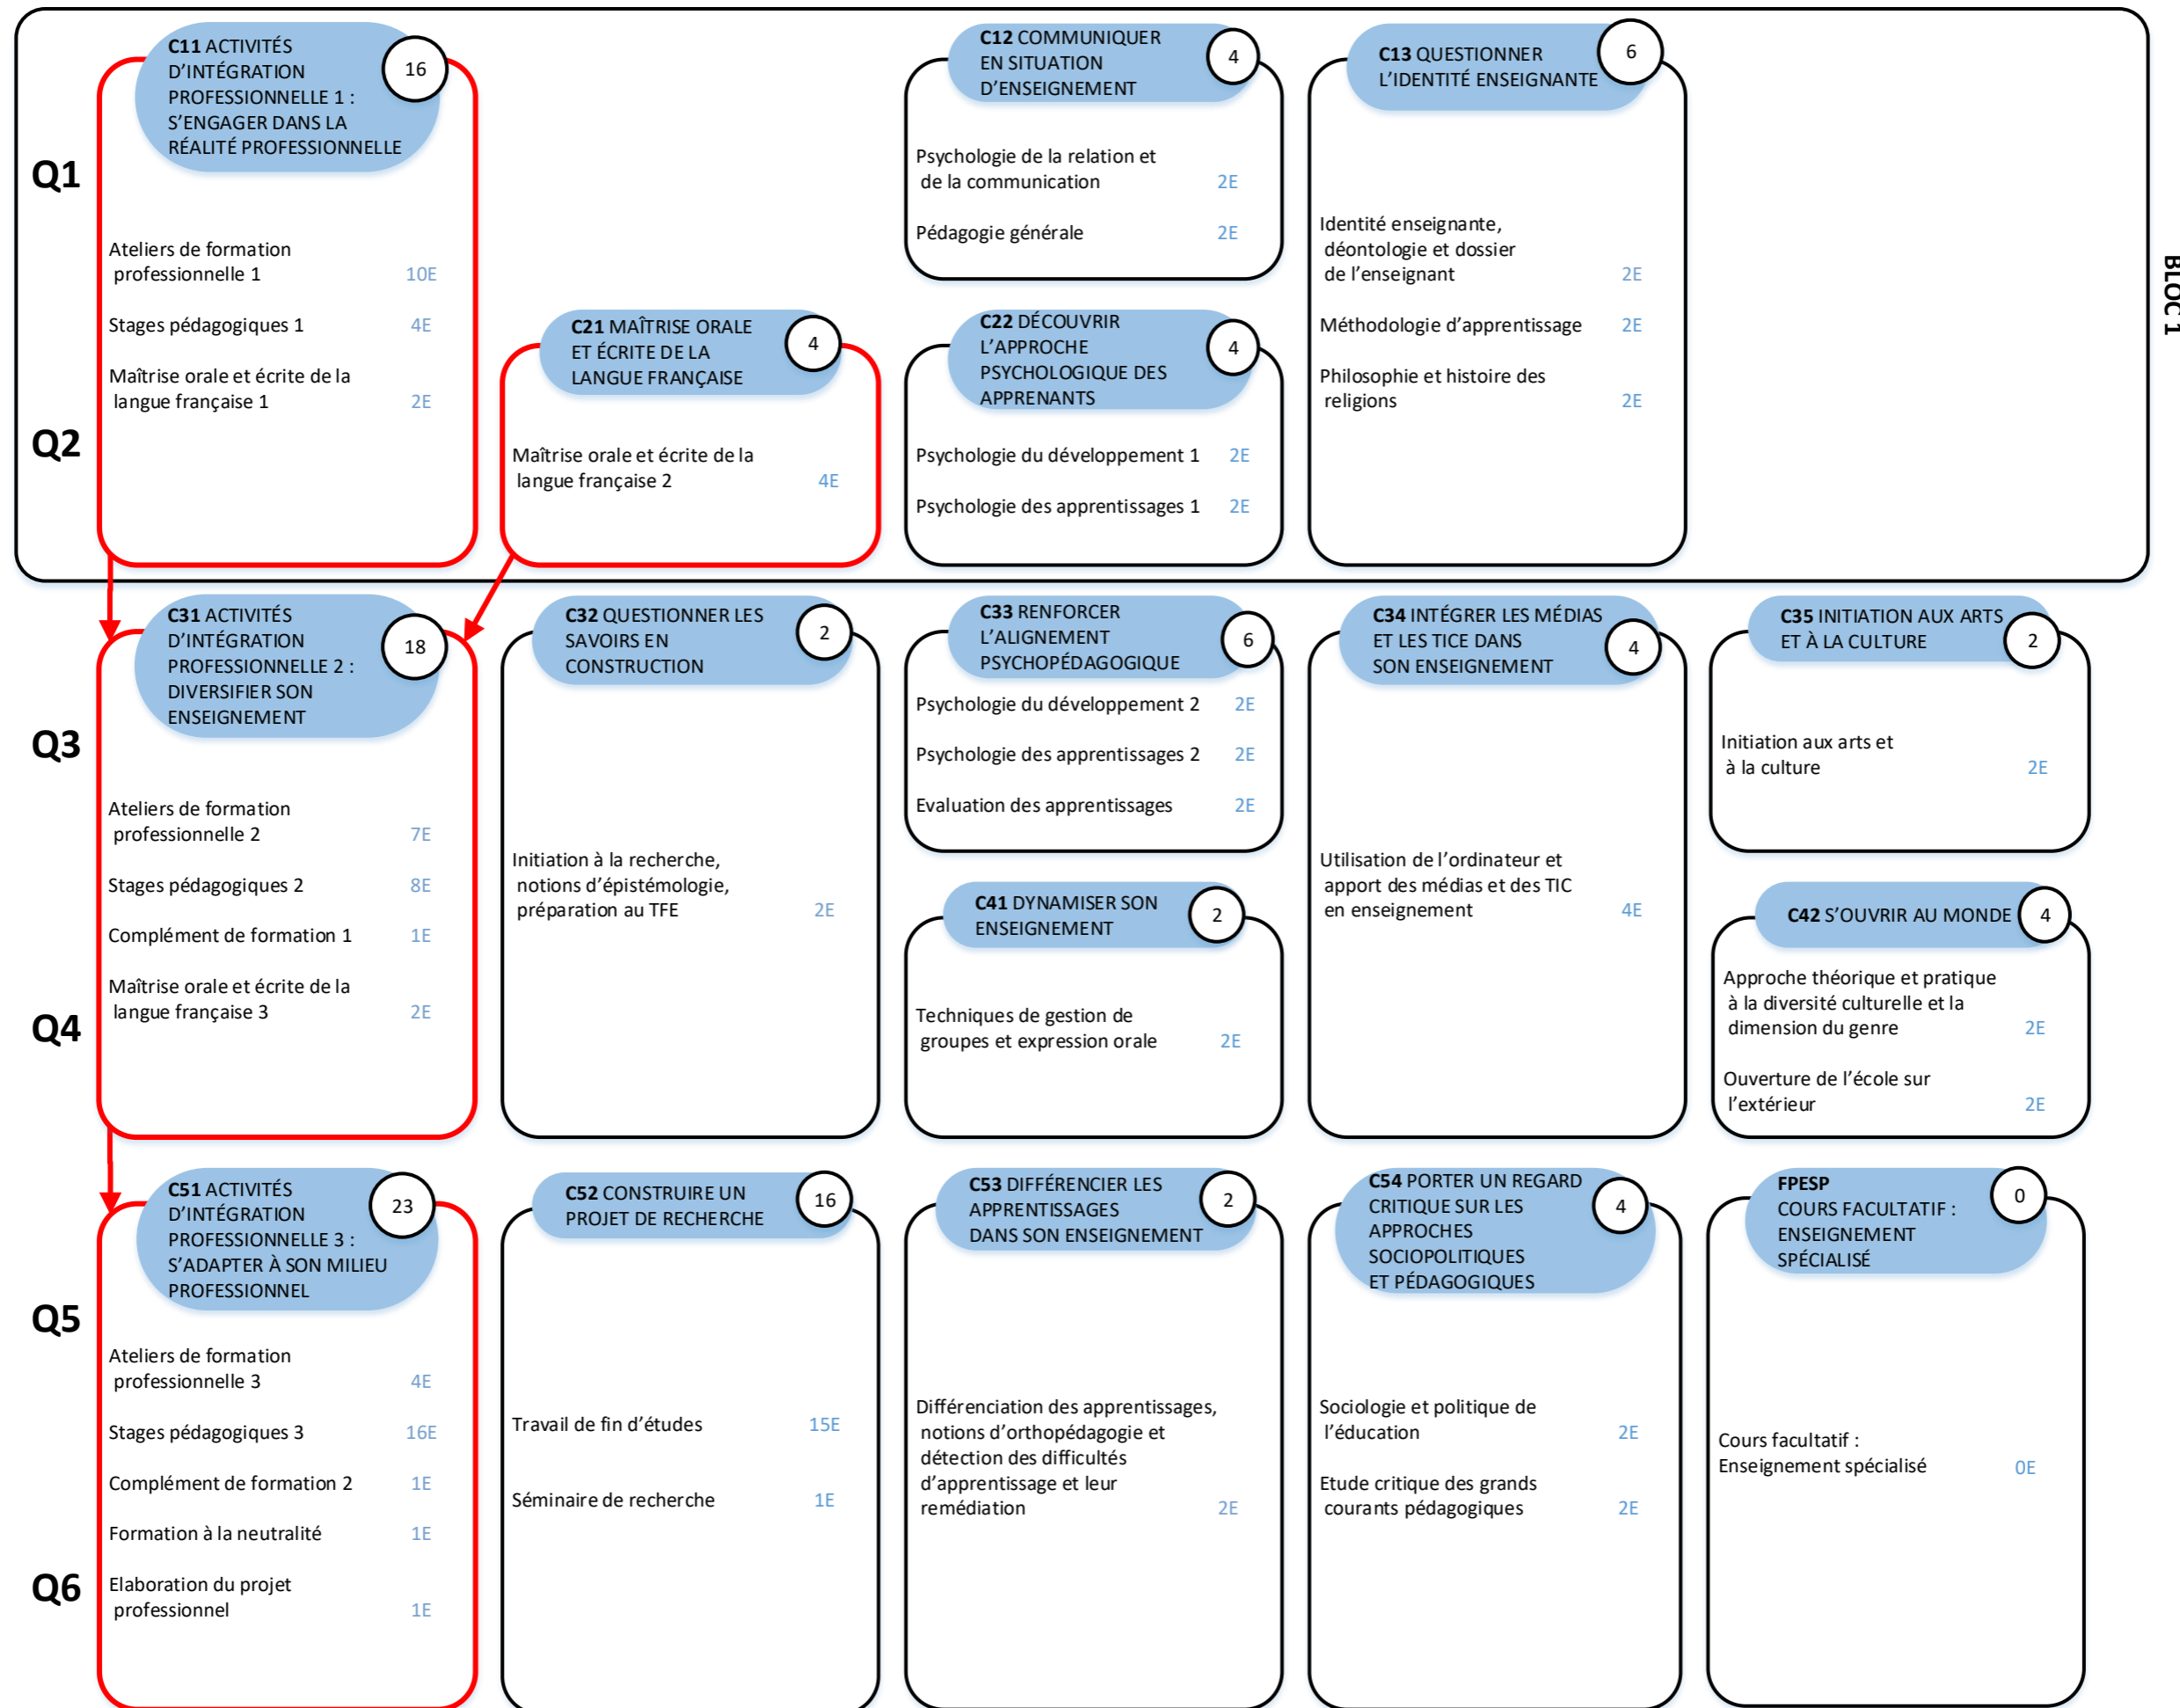 C11 ACTIVITÉS
D'INTÉGRATION
PROFESSIONNELLE 1 :
S'ENGAGER DANS LA
RÉALITÉ PROFESSIONNELLE
16
C12 COMMUNIQUER
EN SITUATION
D'ENSEIGNEMENT
4
C13 QUESTIONNER
L'IDENTITÉ ENSEIGNANTE
6
Q1
Q2
BLOC 1
Ateliers de formation
professionnelle 1 10E
Stages pédagogiques 1 4E
Maîtrise orale et écrite de la
langue française 1 2E
C21 MAÎTRISE ORALE
ET ÉCRITE DE LA
LANGUE FRANÇAISE
4
Maîtrise orale et écrite de la
langue française 2 4E
Psychologie de la relation et
de la communication 2E
Pédagogie générale 2E
C22 DÉCOUVRIR
L'APPROCHE
PSYCHOLOGIQUE DES
APPRENANTS
4
Psychologie du développement 1 2E
Psychologie des apprentissages 1 2E
Identité enseignante,
déontologie et dossier
de l'enseignant 2E
Méthodologie d'apprentissage 2E
Philosophie et histoire des
religions 2E
C31 ACTIVITÉS
D'INTÉGRATION
PROFESSIONNELLE 2 :
DIVERSIFIER SON
ENSEIGNEMENT
18
Q3
Q4
Ateliers de formation
professionnelle 2 7E
Stages pédagogiques 2 8E
Complément de formation 1 1E
Maîtrise orale et écrite de la
langue française 3 2E
C32 QUESTIONNER LES
SAVOIRS EN
CONSTRUCTION
2
Initiation à la recherche,
notions d'épistémologie,
préparation au TFE 2E
C33 RENFORCER
L'ALIGNEMENT
PSYCHOPÉDAGOGIQUE
6
Psychologie du développement 2 2E
Psychologie des apprentissages 2 2E
Evaluation des apprentissages 2E
C41 DYNAMISER SON
ENSEIGNEMENT
2
Techniques de gestion de
groupes et expression orale 2E
C34 INTÉGRER LES MÉDIAS
ET LES TICE DANS
SON ENSEIGNEMENT
4
Utilisation de l'ordinateur et
apport des médias et des TIC
en enseignement 4E
C35 INITIATION AUX ARTS
ET À LA CULTURE
2
Initiation aux arts et
à la culture 2E
C42 S'OUVRIR AU MONDE
4
Approche théorique et pratique
à la diversité culturelle et la
dimension du genre 2E
Ouverture de l'école sur
l'extérieur 2E
C51 ACTIVITÉS
D'INTÉGRATION
PROFESSIONNELLE 3 :
S'ADAPTER À SON MILIEU
PROFESSIONNEL
23
Q5
Q6
Ateliers de formation
professionnelle 3 4E
Stages pédagogiques 3 16E
Complément de formation 2 1E
Formation à la neutralité 1E
Elaboration du projet
professionnel 1E
C52 CONSTRUIRE UN
PROJET DE RECHERCHE
16
Travail de fin d'études 15E
Séminaire de recherche 1E
C53 DIFFÉRENCIER LES
APPRENTISSAGES
DANS SON ENSEIGNEMENT
2
Différenciation des apprentissages,
notions d'orthopédagogie et
détection des difficultés
d'apprentissage et leur
remédiation 2E
C54 PORTER UN REGARD
CRITIQUE SUR LES
APPROCHES
SOCIOPOLITIQUES
ET PÉDAGOGIQUES
4
Sociologie et politique de
l'éducation 2E
Etude critique des grands
courants pédagogiques 2E
FPESP
COURS FACULTATIF :
ENSEIGNEMENT
SPÉCIALISÉ
0
Cours facultatif :
Enseignement spécialisé 0E